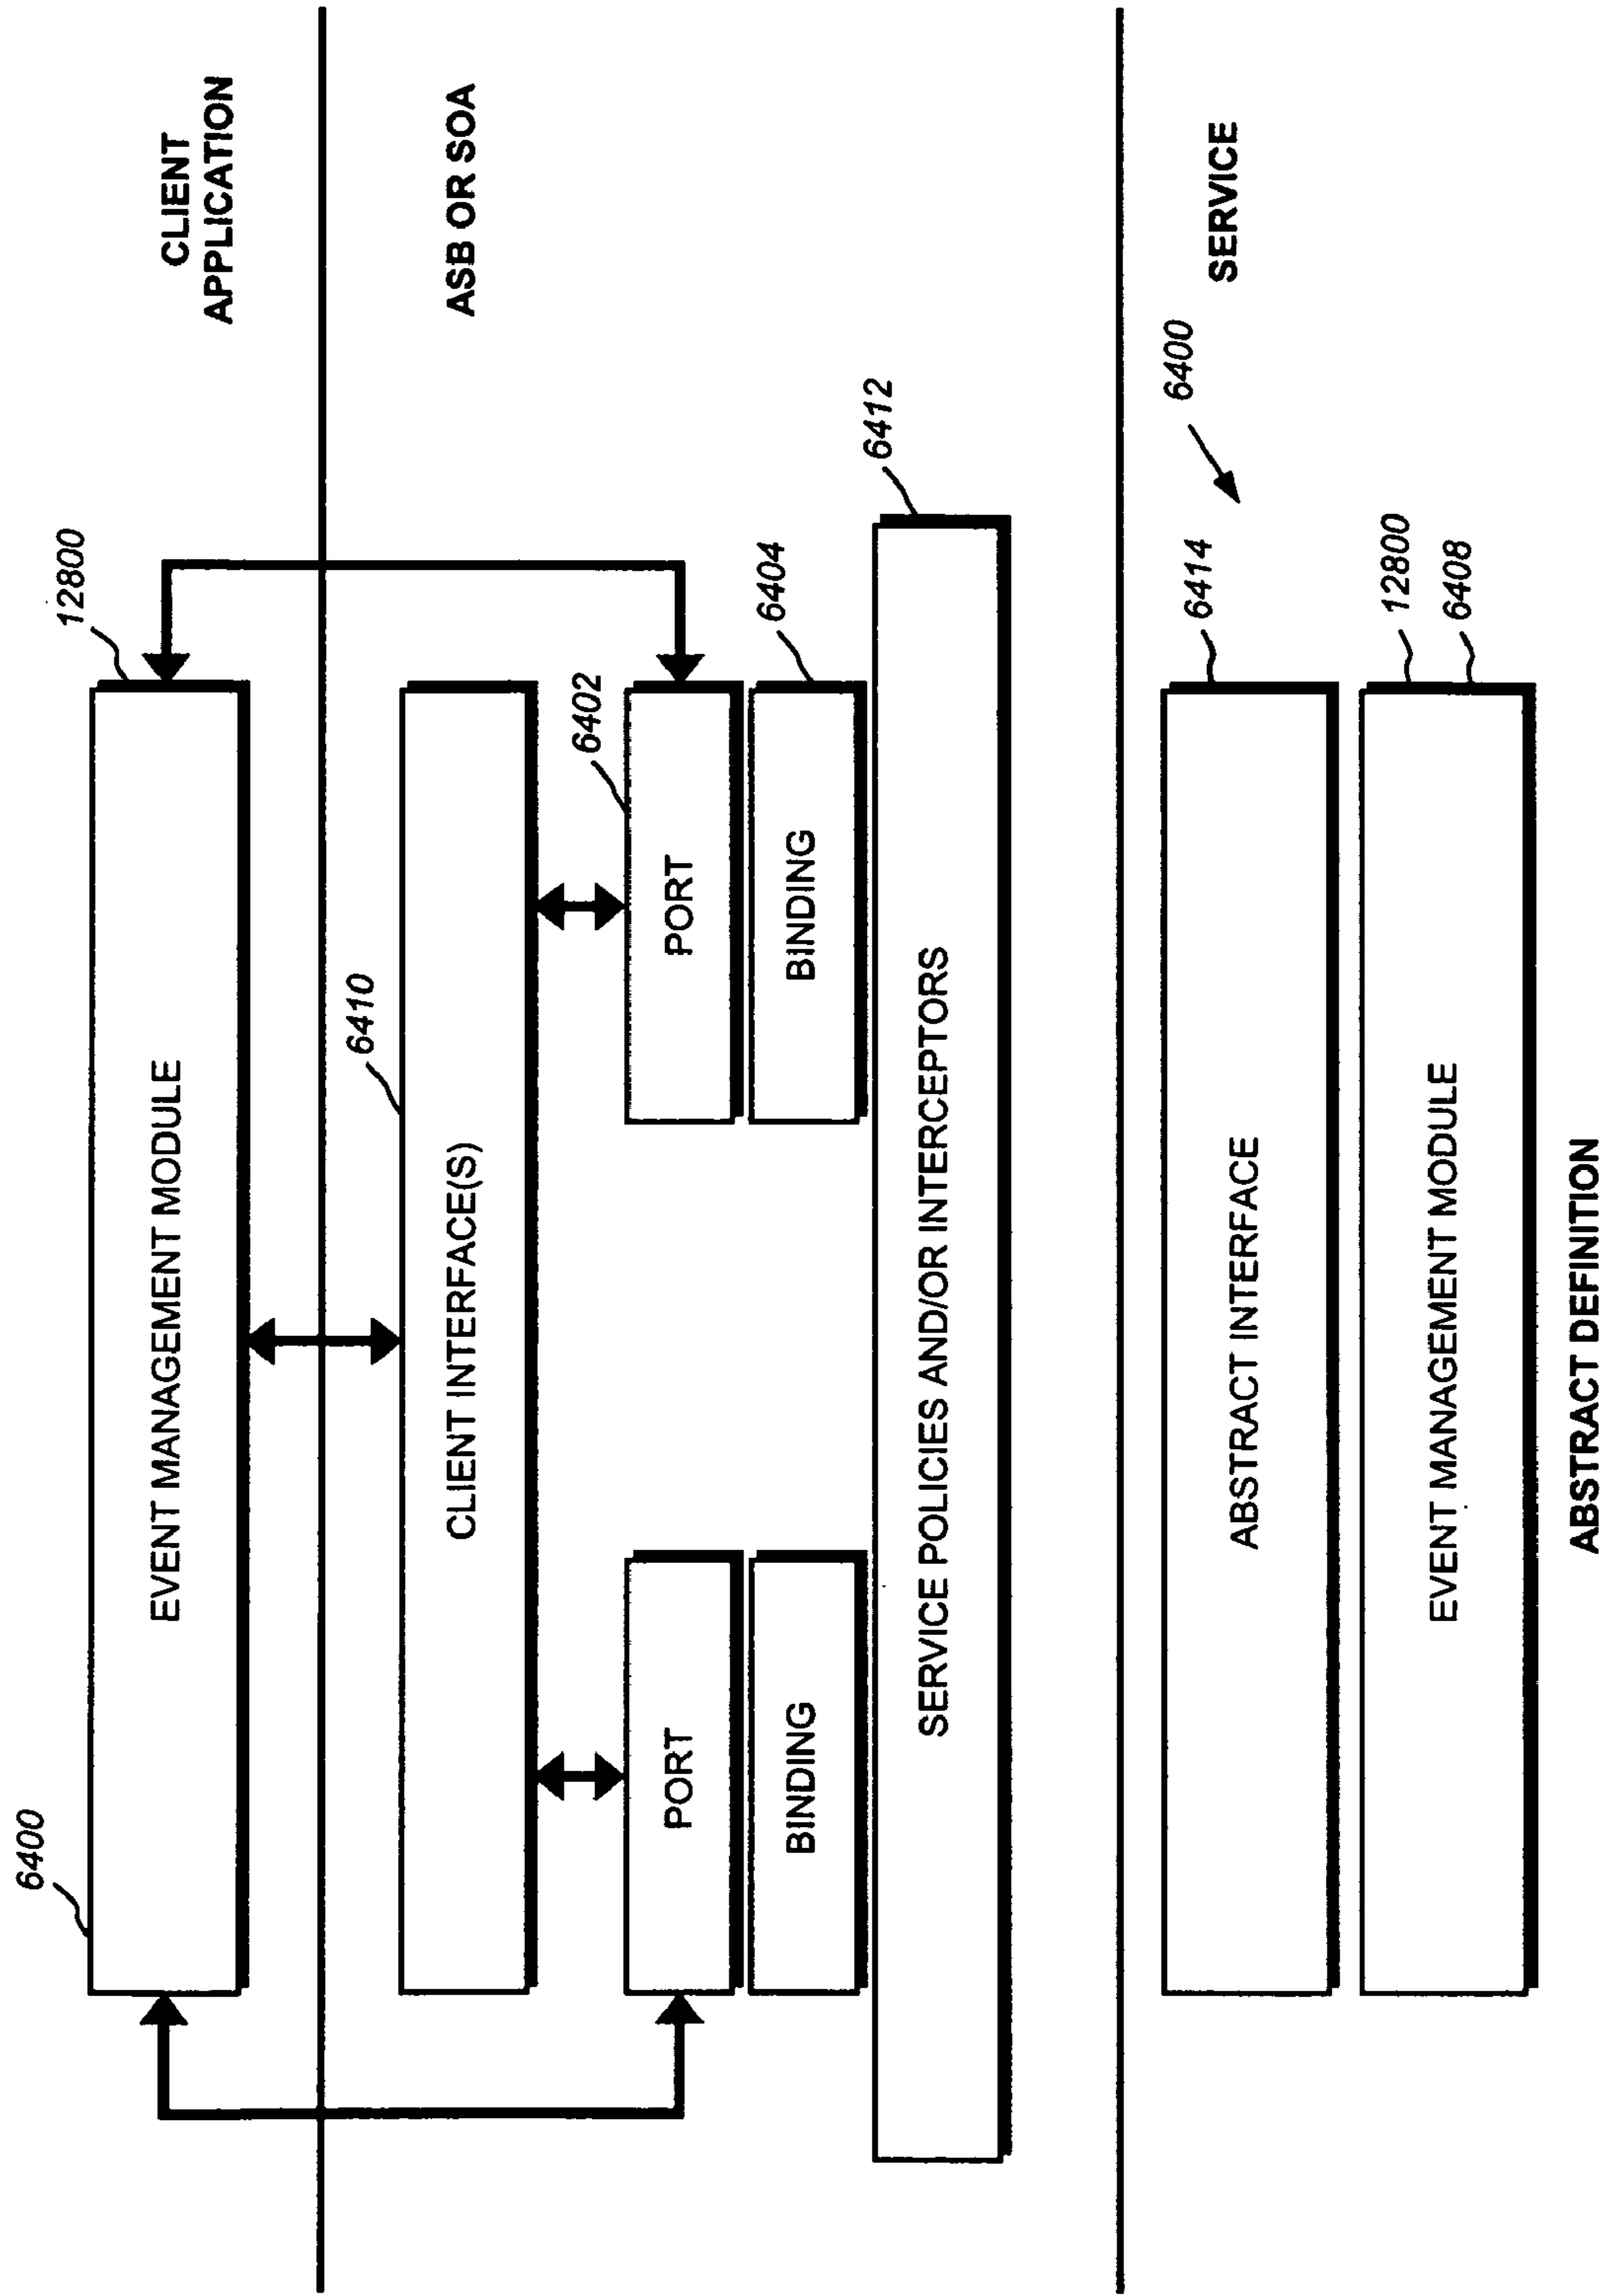 6400
12800
EVENT MANAGEMENT MODULE
CLIENT
APPLICATION
6410
CLIENT INTERFACE(S)
ASB OR SOA
6402
PORT
PORT
6404
BINDING
BINDING
6412
SERVICE POLICIES AND/OR INTERCEPTORS
SERVICE
6400
6414
ABSTRACT INTERFACE
12800
6408
EVENT MANAGEMENT MODULE
ABSTRACT DEFINITION